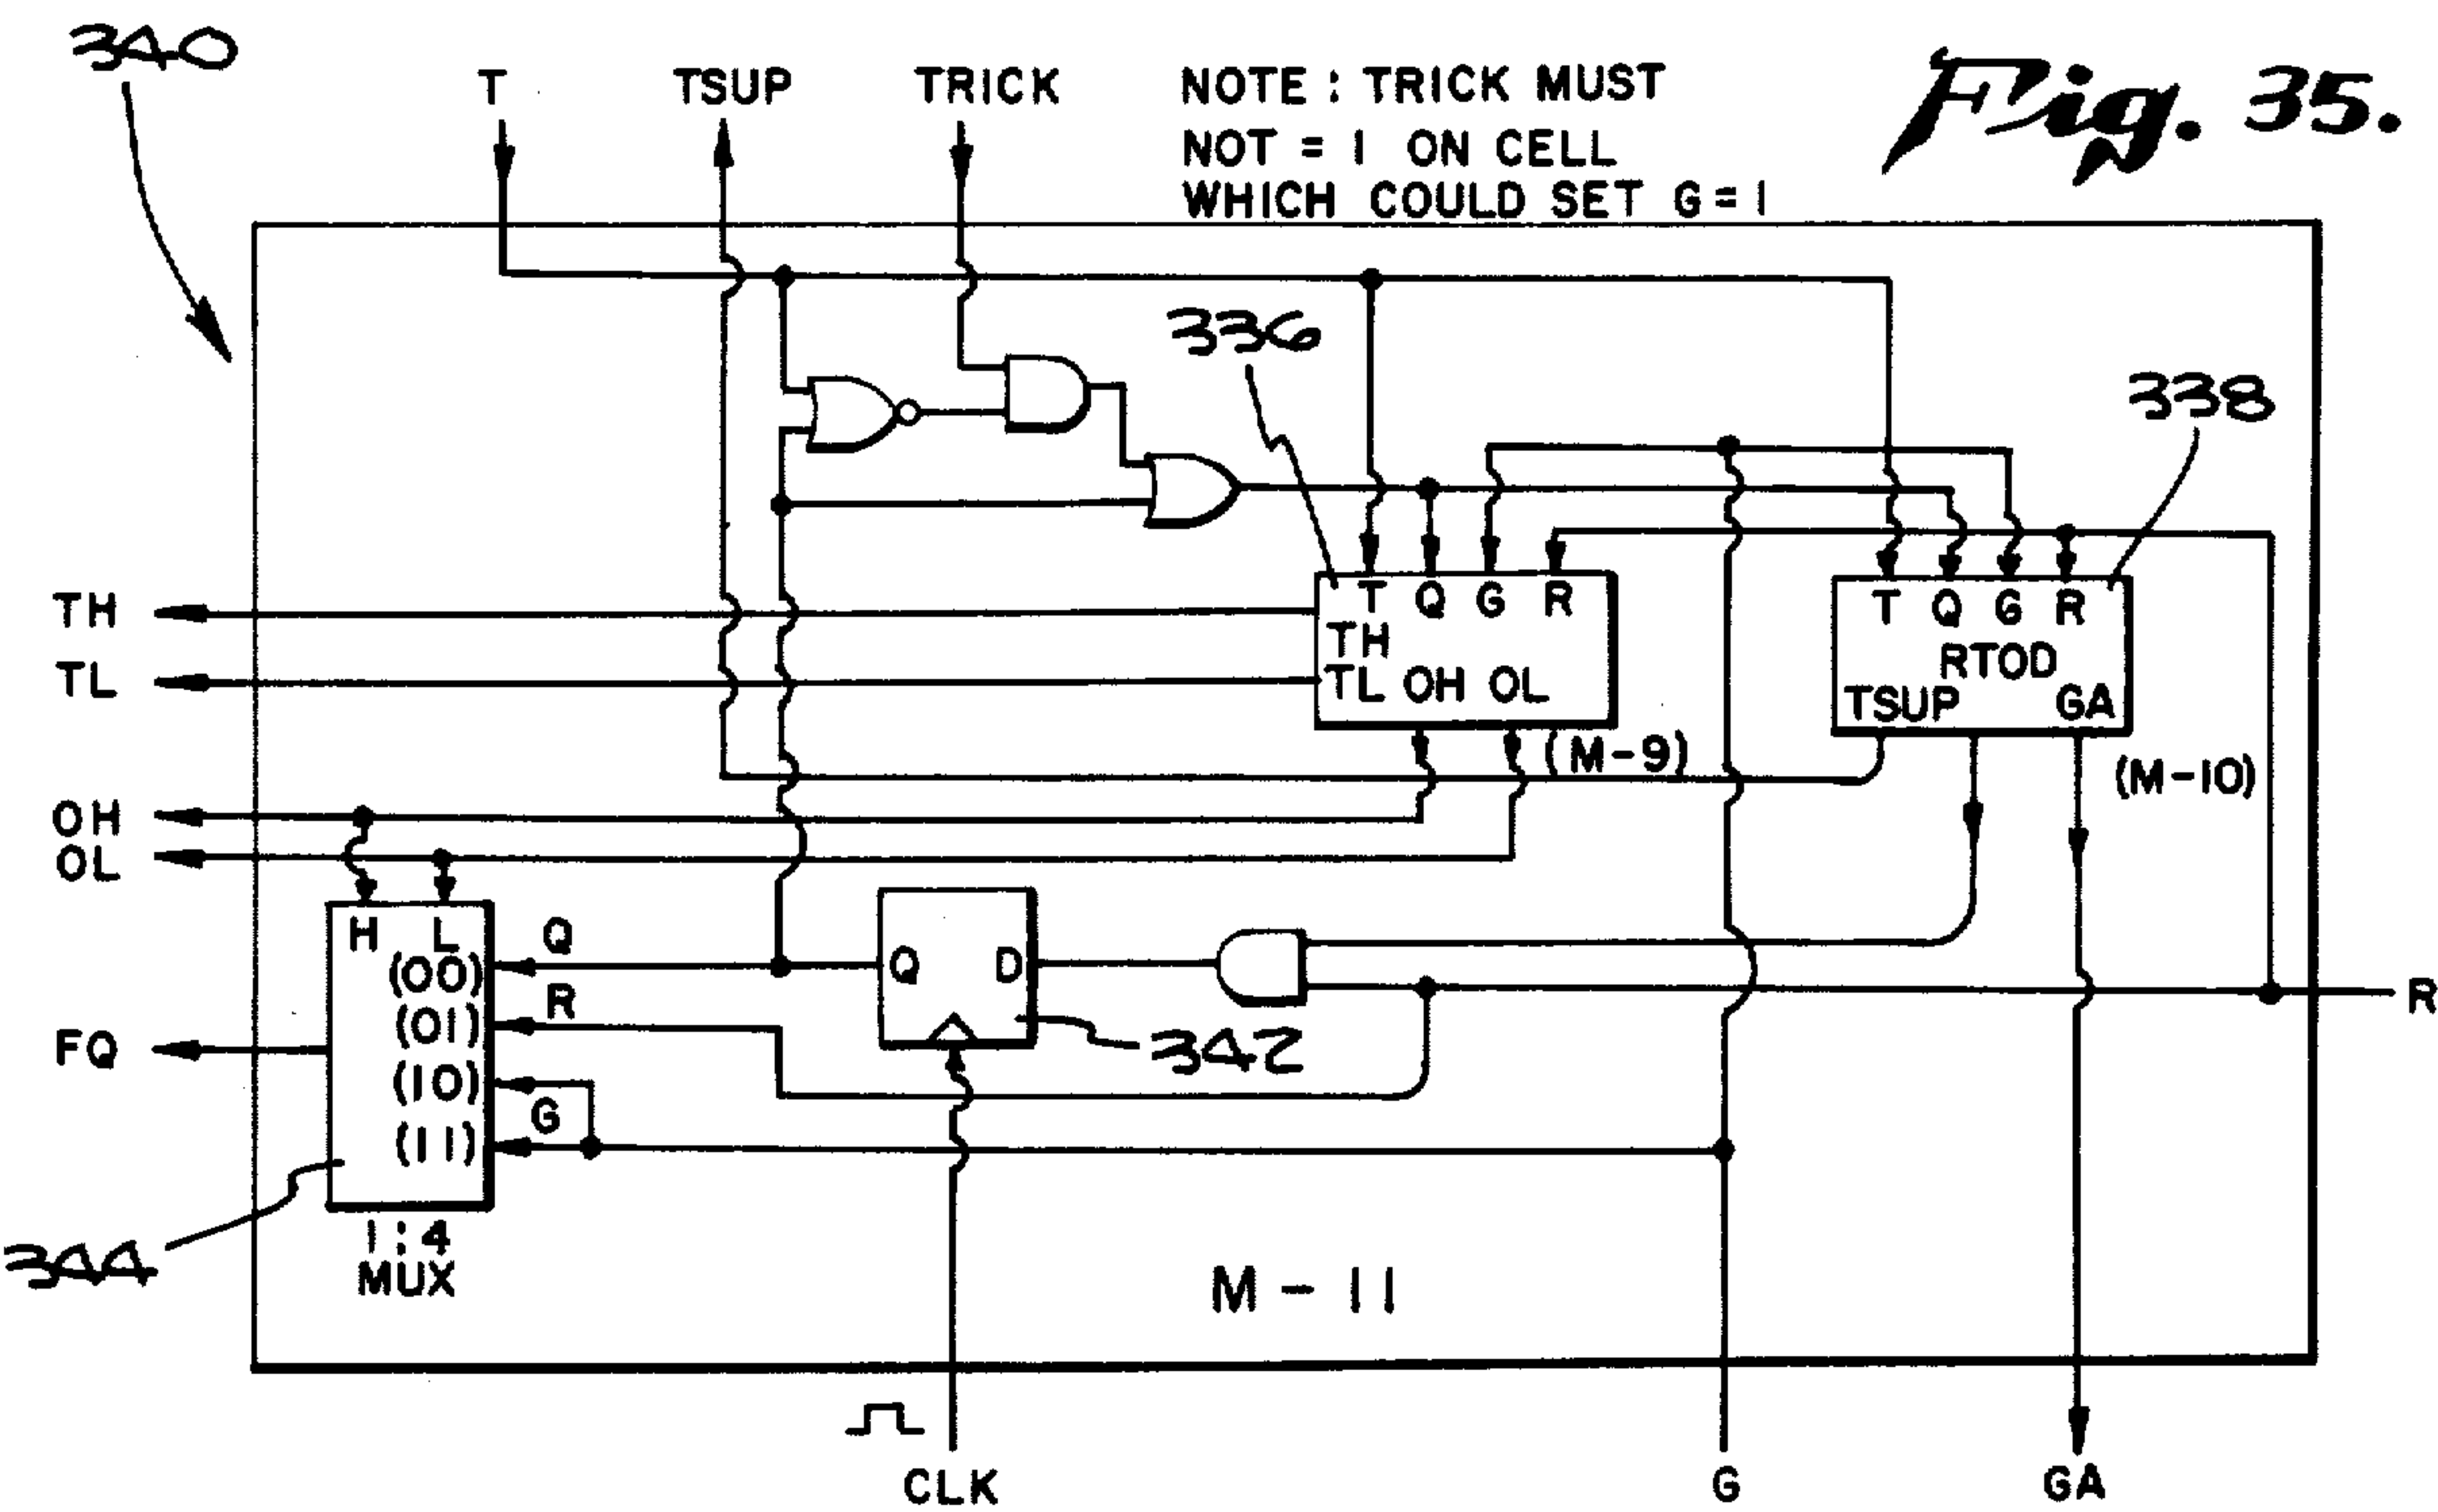 340
T TSUP TRICK
NOTE : TRICK MUST
NOT = 1 ON CELL
WHICH COULD SET G = 1
Fig. 35.
336
338
T Q G R
TH
TL OH OL
(M-9)
T Q G R
RTOD
TSUP GA
(M-10)
TH
TL
OH
OL
FQ
H L
(00)
(01)
(10)
(11)
Q
R
G
Q D
342
344
1:4
MUX
M-11
R
CLK
G
GA